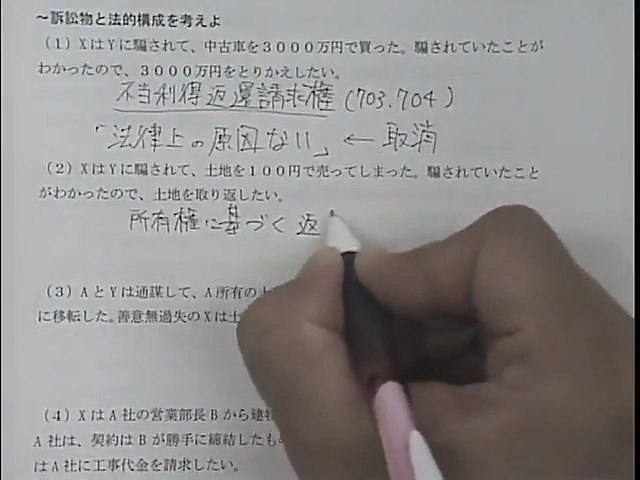 ～訴訟物と法的構成を考えよ
（1）XはYに騙されて、中古車を3000万円で買った。騙されていたことが
わかったので、3000万円をとりかえしたい。
不当利得返還請求権（703.704）
「法律上の原因ない」← 取消
（2）XはYに騙されて、土地を100円で売ってしまった。騙されていたこと
がわかったので、土地を取り返したい。
所有権に基づく 返
（3）AとYは通謀して、A所有の土
に移転した。善意無過失のXは土
（4）XはA社の営業部長Bから建物
A社は、契約はBが勝手に締結したもの
はA社に工事代金を請求したい。